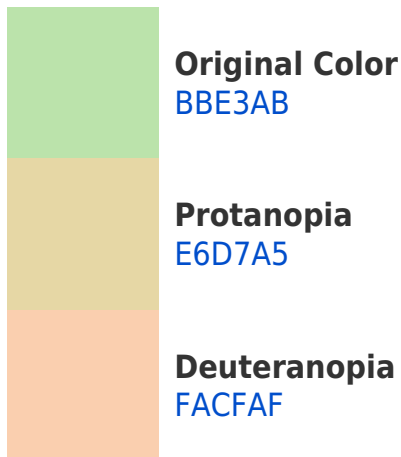 Original Color
BBE3AB
Protanopia
E6D7A5
Deuteranopia
FACFAF